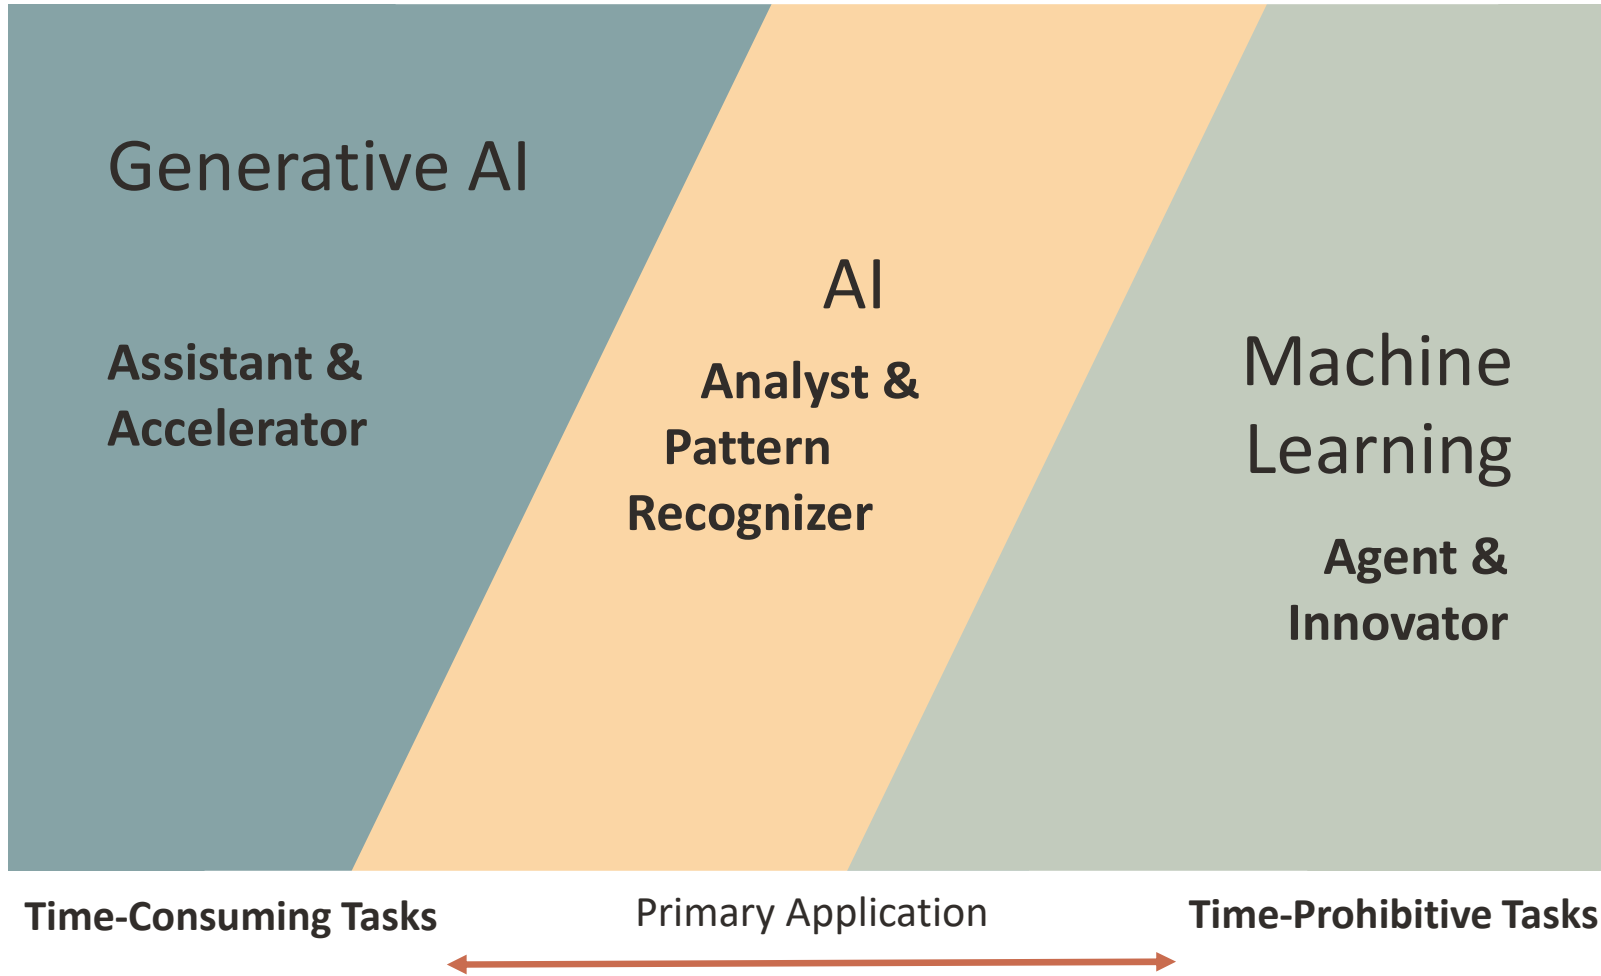 Generative AI
Assistant &
Accelerator
AI
Analyst &
Pattern
Recognizer
Machine
Learning
Agent &
Innovator
Time-Consuming Tasks
Primary Application
Time-Prohibitive Tasks